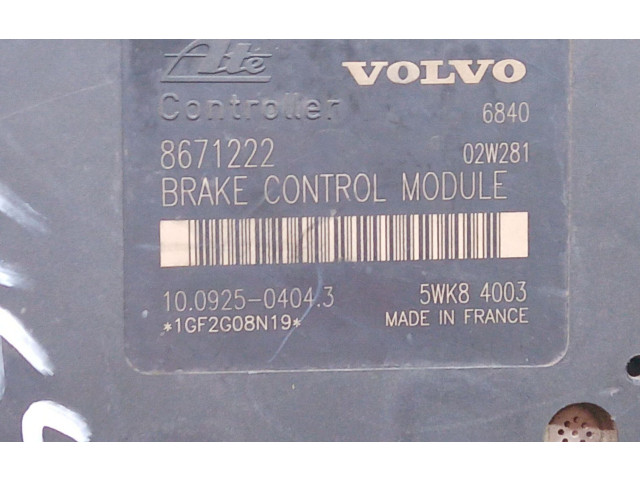 Ate VOLVO
Controller 6840
8671222 02W281
BRAKE CONTROL MODULE
10.0925-0404.3 5WK8 4003
*1GF2G08N19* MADE IN FRANCE